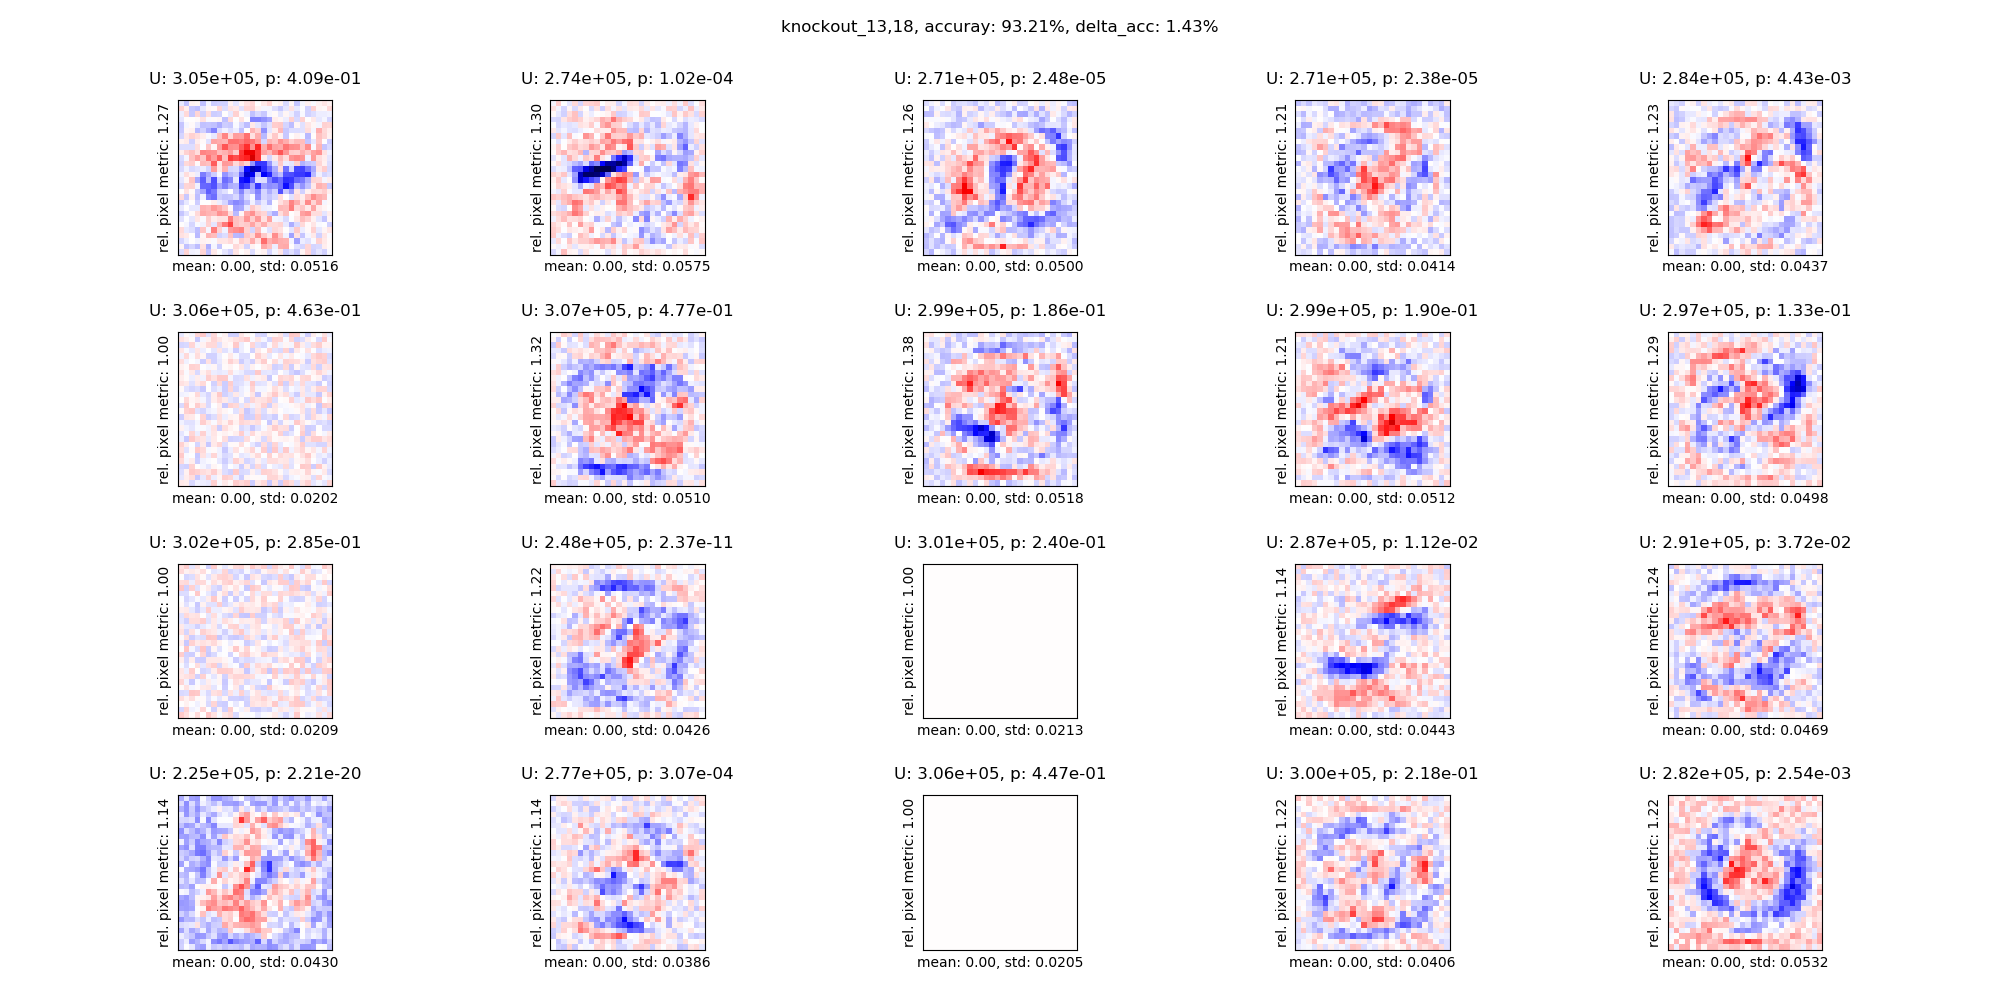 knockout_13,18, accuray: 93.21%, delta_acc: 1.43%
U: 3.05e+05, p: 4.09e-01
rel. pixel metric: 1.27
mean: 0.00, std: 0.0516
U: 2.74e+05, p: 1.02e-04
rel. pixel metric: 1.30
mean: 0.00, std: 0.0575
U: 2.71e+05, p: 2.48e-05
rel. pixel metric: 1.26
mean: 0.00, std: 0.0500
U: 2.71e+05, p: 2.38e-05
rel. pixel metric: 1.21
mean: 0.00, std: 0.0414
U: 2.84e+05, p: 4.43e-03
rel. pixel metric: 1.23
mean: 0.00, std: 0.0437
U: 3.06e+05, p: 4.63e-01
rel. pixel metric: 1.00
mean: 0.00, std: 0.0202
U: 3.07e+05, p: 4.77e-01
rel. pixel metric: 1.32
mean: 0.00, std: 0.0510
U: 2.99e+05, p: 1.86e-01
rel. pixel metric: 1.38
mean: 0.00, std: 0.0518
U: 2.99e+05, p: 1.90e-01
rel. pixel metric: 1.21
mean: 0.00, std: 0.0512
U: 2.97e+05, p: 1.33e-01
rel. pixel metric: 1.29
mean: 0.00, std: 0.0498
U: 3.02e+05, p: 2.85e-01
rel. pixel metric: 1.00
mean: 0.00, std: 0.0209
U: 2.48e+05, p: 2.37e-11
rel. pixel metric: 1.22
mean: 0.00, std: 0.0426
U: 3.01e+05, p: 2.40e-01
rel. pixel metric: 1.00
mean: 0.00, std: 0.0213
U: 2.87e+05, p: 1.12e-02
rel. pixel metric: 1.14
mean: 0.00, std: 0.0443
U: 2.91e+05, p: 3.72e-02
rel. pixel metric: 1.24
mean: 0.00, std: 0.0469
U: 2.25e+05, p: 2.21e-20
rel. pixel metric: 1.14
mean: 0.00, std: 0.0430
U: 2.77e+05, p: 3.07e-04
rel. pixel metric: 1.14
mean: 0.00, std: 0.0386
U: 3.06e+05, p: 4.47e-01
rel. pixel metric: 1.00
mean: 0.00, std: 0.0205
U: 3.00e+05, p: 2.18e-01
rel. pixel metric: 1.22
mean: 0.00, std: 0.0406
U: 2.82e+05, p: 2.54e-03
rel. pixel metric: 1.22
mean: 0.00, std: 0.0532